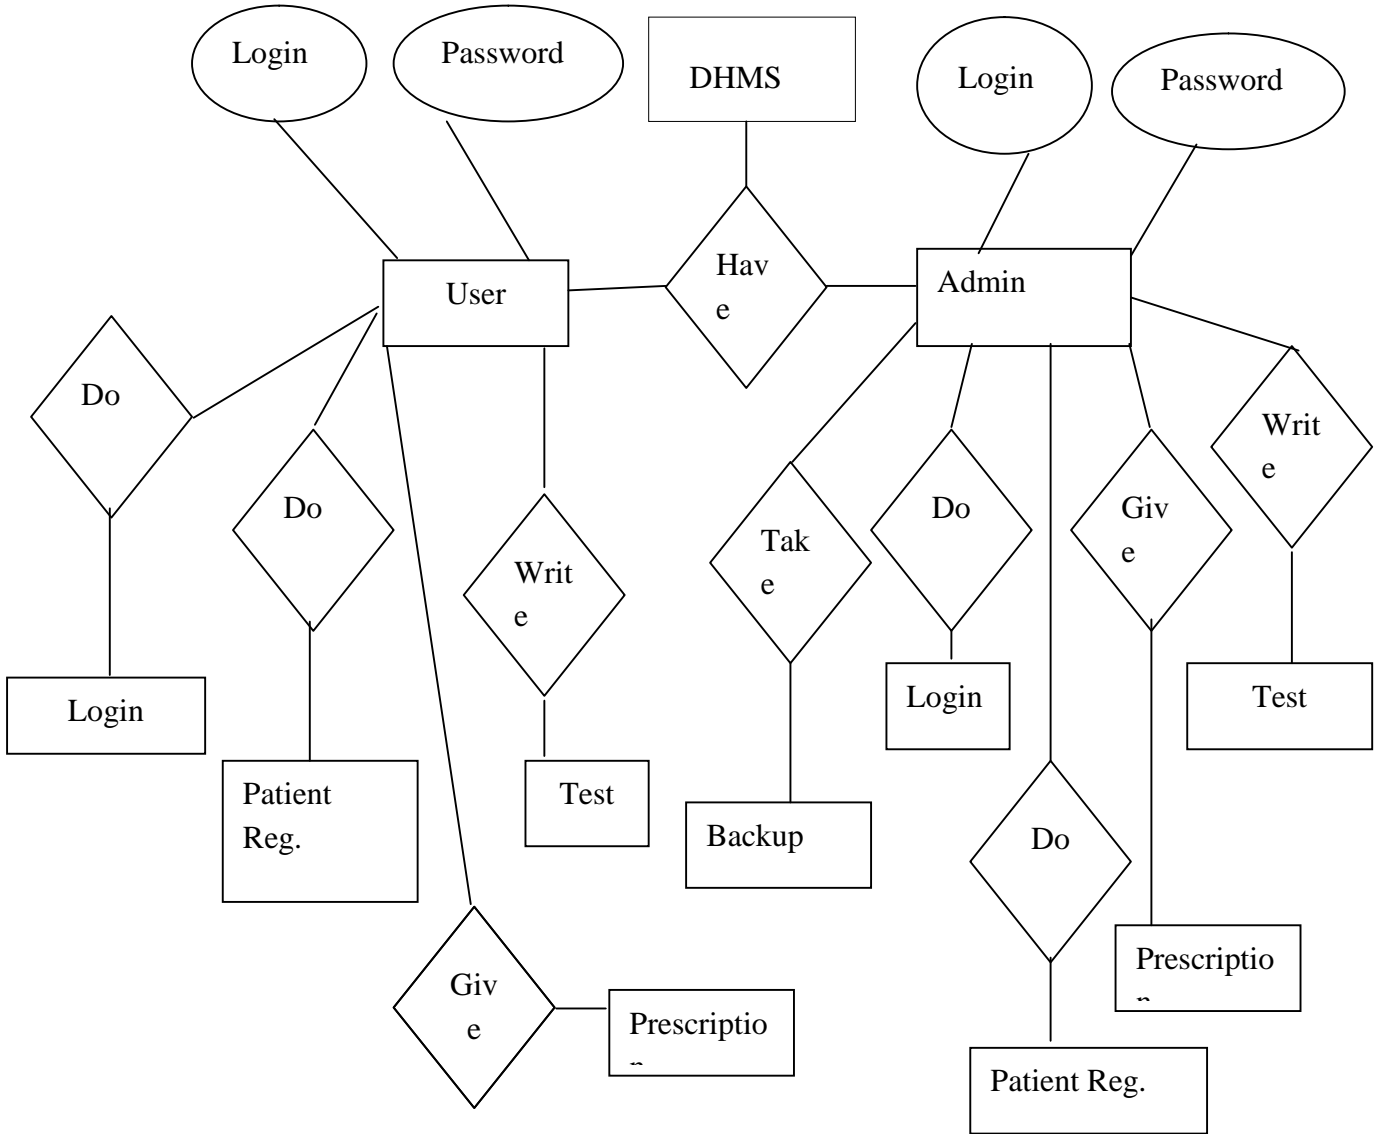 Login
Password
DHMS
Login
Password
User
Hav
e
Admin
Do
Do
Writ
e
Tak
e
Do
Giv
e
Writ
e
Login
Patient
Reg.
Test
Backup
Login
Test
Do
Giv
e
Prescriptio
n
Prescriptio
n
Patient Reg.